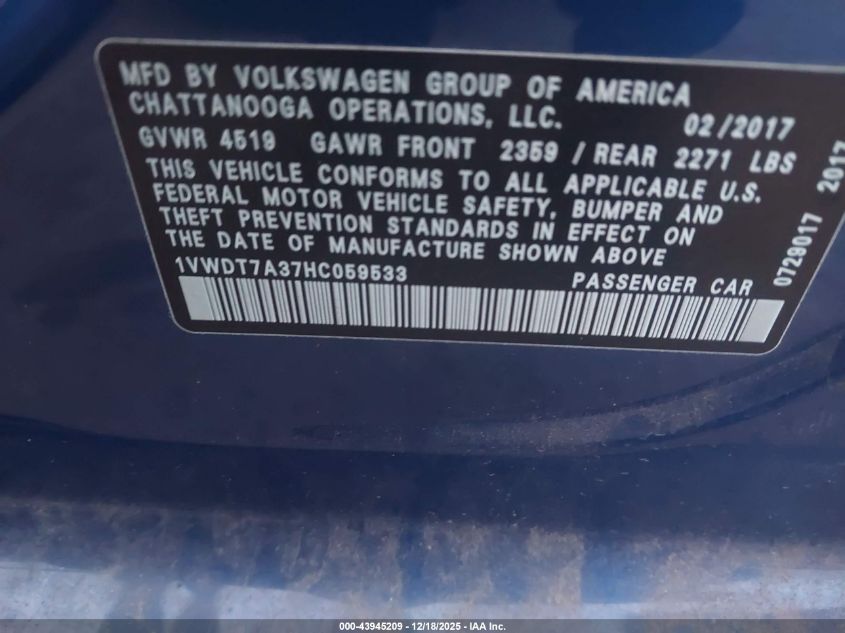 MFD BY VOLKSWAGEN GROUP OF AMERICA
CHATTANOOGA OPERATIONS, LLC. 02/2017
GVWR 4519 GAWR FRONT 2359 / REAR 2271 LBS
THIS VEHICLE CONFORMS TO ALL APPLICABLE U.S.
FEDERAL MOTOR VEHICLE SAFETY, BUMPER AND
THEFT PREVENTION STANDARDS IN EFFECT ON
THE DATE OF MANUFACTURE SHOWN ABOVE
1VWDT7A37HC059533 PASSENGER CAR
0729017 2017
000-43945209 - 12/18/2025 - IAA Inc.